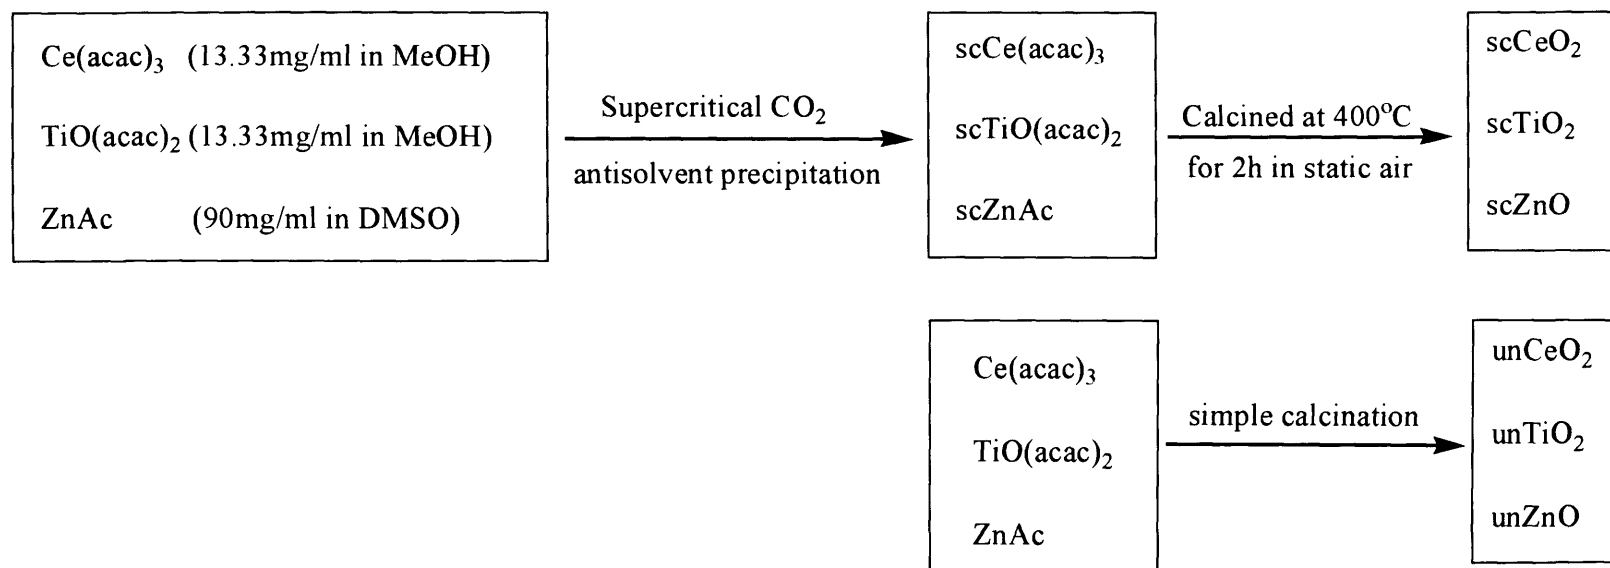 Ce(acac)₃ (13.33mg/ml in MeOH)
TiO(acac)₂ (13.33mg/ml in MeOH)
ZnAc (90mg/ml in DMSO)
Supercritical CO₂
antisolvent precipitation
scCe(acac)₃
scTiO(acac)₂
scZnAc
Calcined at 400°C
for 2h in static air
scCeO₂
scTiO₂
scZnO
Ce(acac)₃
TiO(acac)₂
ZnAc
simple calcination
unCeO₂
unTiO₂
unZnO